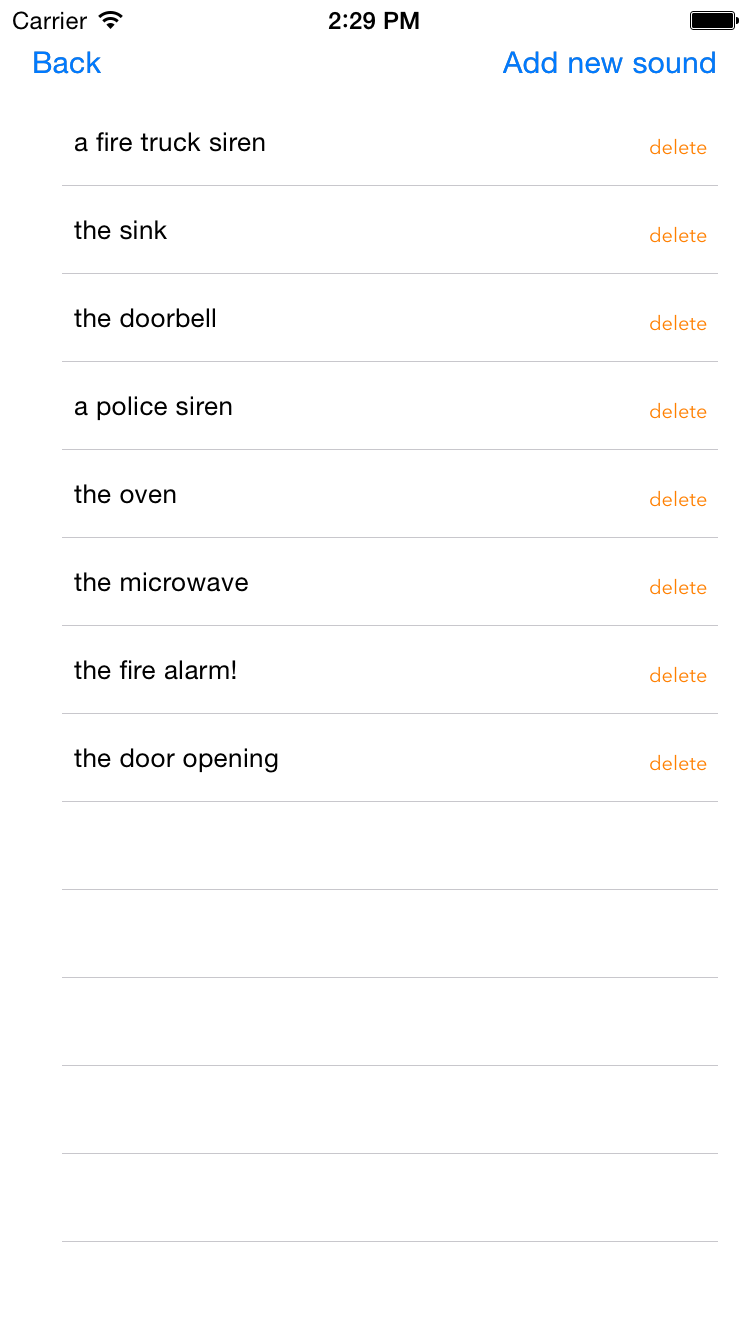 Carrier 2:29 PM
Back Add new sound
a fire truck siren delete
the sink delete
the doorbell delete
a police siren delete
the oven delete
the microwave delete
the fire alarm! delete
the door opening delete